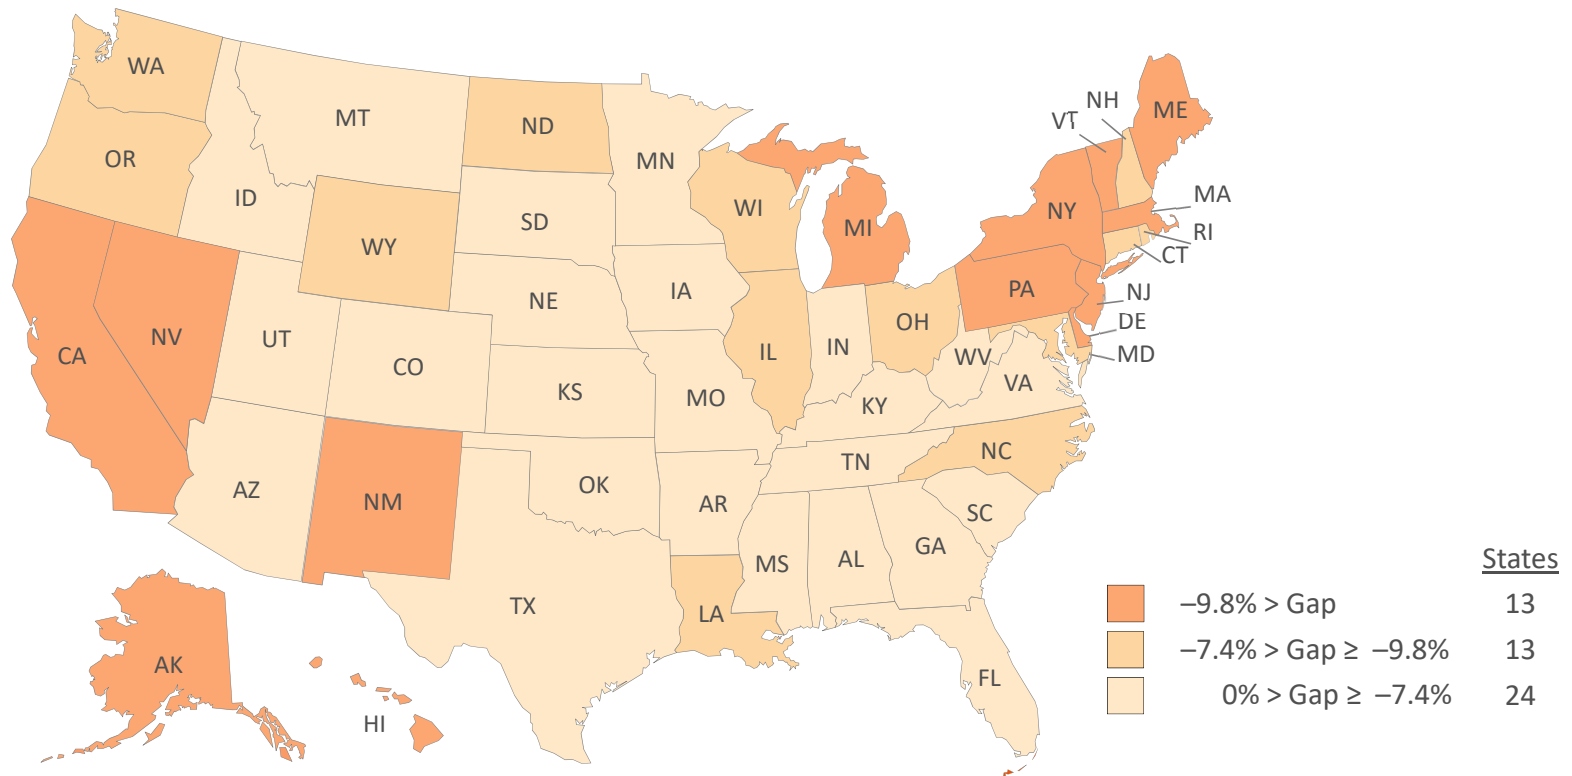 WA
MT
ND
MN
OR
ID
SD
WI
MI
NY
VT
NH
ME
MA
RI
CT
WY
NE
IA
PA
NJ
DE
MD
NV
UT
CO
KS
MO
IL
IN
OH
WV
VA
KY
CA
AZ
NM
OK
AR
TN
NC
SC
MS
AL
GA
TX
LA
FL
AK
HI
States
–9.8% > Gap 13
–7.4% > Gap ≥ –9.8% 13
0% > Gap ≥ –7.4% 24